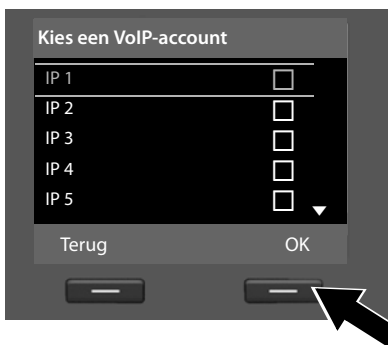 Kies een VoIP-account
IP 1
IP 2
IP 3
IP 4
IP 5
Terug OK